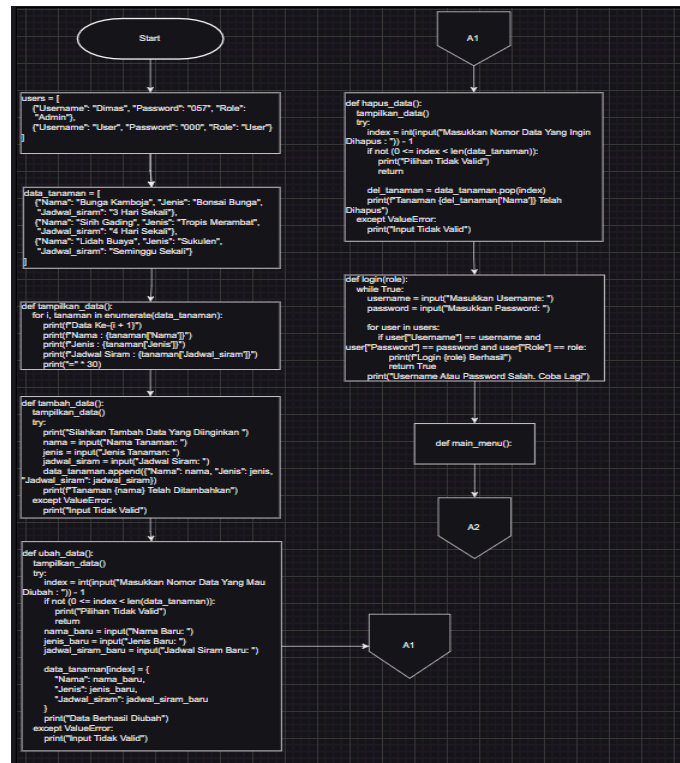 Start
users = [
{"Username": "Dimas", "Password": "057", "Role":
"Admin"},
{"Username": "User", "Password": "000", "Role": "User"}
]
data_tanaman = [
{"Nama": "Bunga Kamboja", "Jenis": "Bonsai Bunga",
"Jadwal_siram": "3 Hari Sekali"},
{"Nama": "Sirih Gading", "Jenis": "Tropis Merambat",
"Jadwal_siram": "4 Hari Sekali"},
{"Nama": "Lidah Buaya", "Jenis": "Sukulen",
"Jadwal_siram": "Seminggu Sekali"}
]
def tampilkan_data():
for i, tanaman in enumerate(data_tanaman):
print(f"Data Ke-{i + 1}")
print(f"Nama : {tanaman['Nama']}")
print(f"Jenis : {tanaman['Jenis']}")
print(f"Jadwal Siram : {tanaman['Jadwal_siram']}")
print("=" * 30)
def tambah_data():
tampilkan_data()
try:
print("Silahkan Tambah Data Yang Diinginkan ")
nama = input("Nama Tanaman: ")
jenis = input("Jenis Tanaman: ")
jadwal_siram = input("Jadwal Siram: ")
data_tanaman.append({"Nama": nama, "Jenis": jenis,
"Jadwal_siram": jadwal_siram})
print(f"Tanaman {nama} Telah Ditambahkan")
except ValueError:
print("Input Tidak Valid")
def ubah_data():
tampilkan_data()
try:
index = int(input("Masukkan Nomor Data Yang Mau
Diubah : ")) - 1
if not (0 <= index < len(data_tanaman)):
print("Pilihan Tidak Valid")
return
nama_baru = input("Nama Baru: ")
jenis_baru = input("Jenis Baru: ")
jadwal_siram_baru = input("Jadwal Siram Baru: ")
data_tanaman[index] = {
"Nama": nama_baru,
"Jenis": jenis_baru,
"Jadwal_siram": jadwal_siram_baru
}
print("Data Berhasil Diubah")
except ValueError:
print("Input Tidak Valid")
A1
A1
def hapus_data():
tampilkan_data()
try:
index = int(input("Masukkan Nomor Data Yang Ingin
Dihapus : ")) - 1
if not (0 <= index < len(data_tanaman)):
print("Pilihan Tidak Valid")
return
del_tanaman = data_tanaman.pop(index)
print(f"Tanaman {del_tanaman['Nama']} Telah
Dihapus")
except ValueError:
print("Input Tidak Valid")
def login(role):
while True:
username = input("Masukkan Username: ")
password = input("Masukkan Password: ")
for user in users:
if user["Username"] == username and
user["Password"] == password and user["Role"] == role:
print(f"Login {role} Berhasil")
return True
print("Username Atau Password Salah. Coba Lagi")
def main_menu():
A2